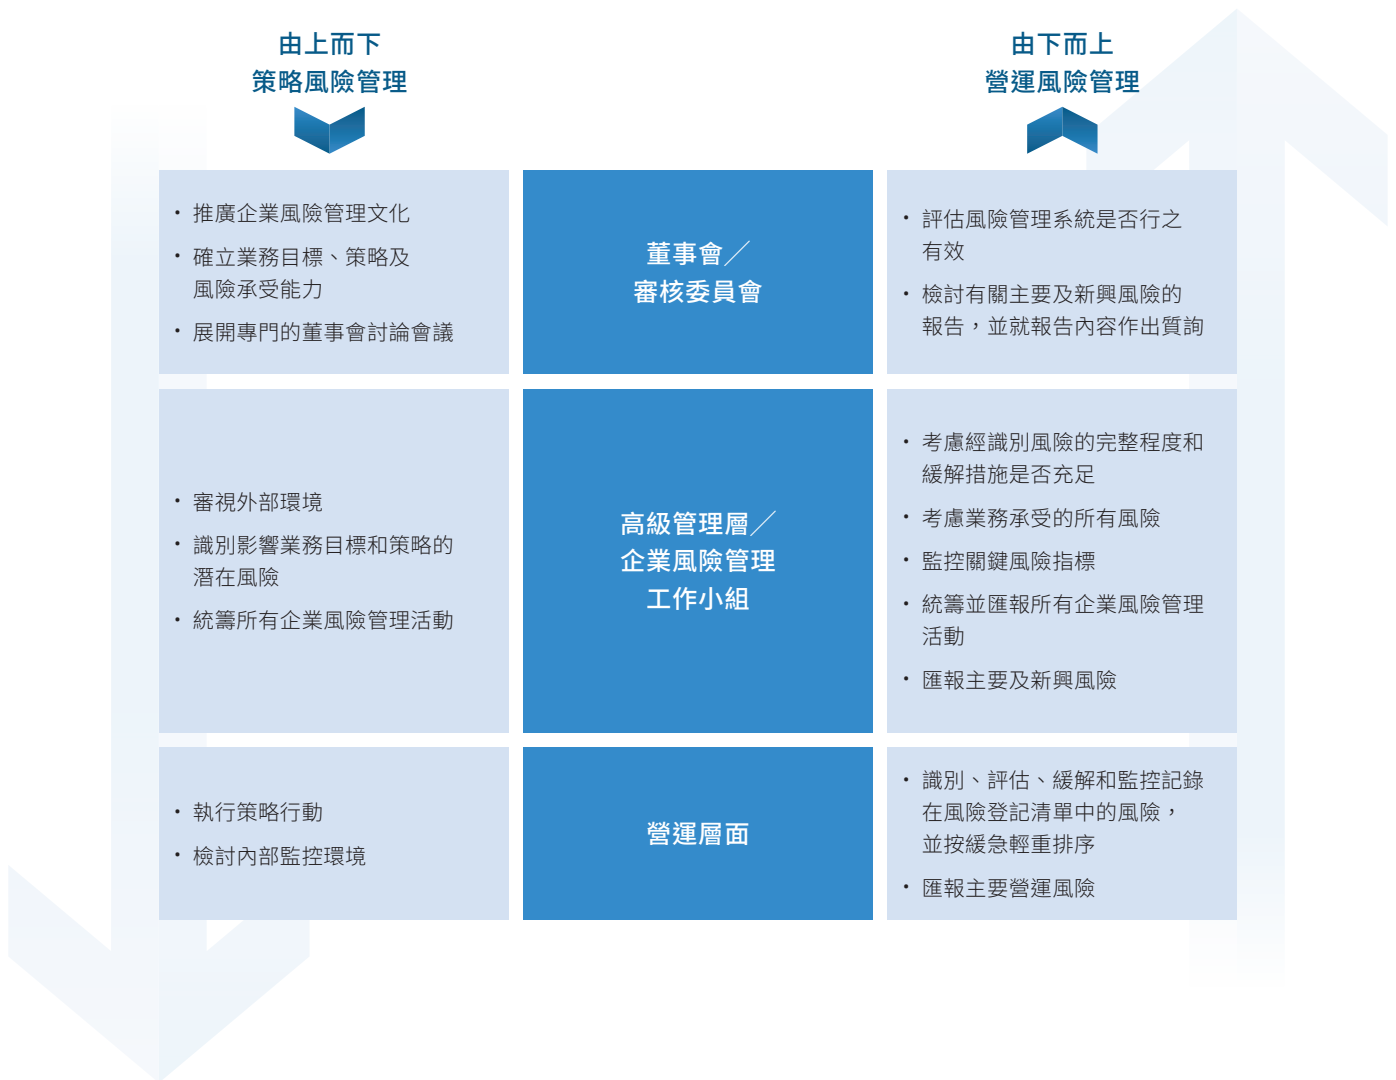 由上而下
策略風險管理
由下而上
營運風險管理
• 推廣企業風險管理文化
• 確立業務目標、策略及
風險承受能力
• 展開專門的董事會討論會議
董事會／
審核委員會
• 評估風險管理系統是否行之
有效
• 檢討有關主要及新興風險的
報告，並就報告內容作出質詢
• 審視外部環境
• 識別影響業務目標和策略的
潛在風險
• 統籌所有企業風險管理活動
高級管理層／
企業風險管理
工作小組
• 考慮經識別風險的完整程度和
緩解措施是否充足
• 考慮業務承受的所有風險
• 監控關鍵風險指標
• 統籌並匯報所有企業風險管理
活動
• 匯報主要及新興風險
• 執行策略行動
• 檢討內部監控環境
營運層面
• 識別、評估、緩解和監控記錄
在風險登記清單中的風險，
並按緩急輕重排序
• 匯報主要營運風險